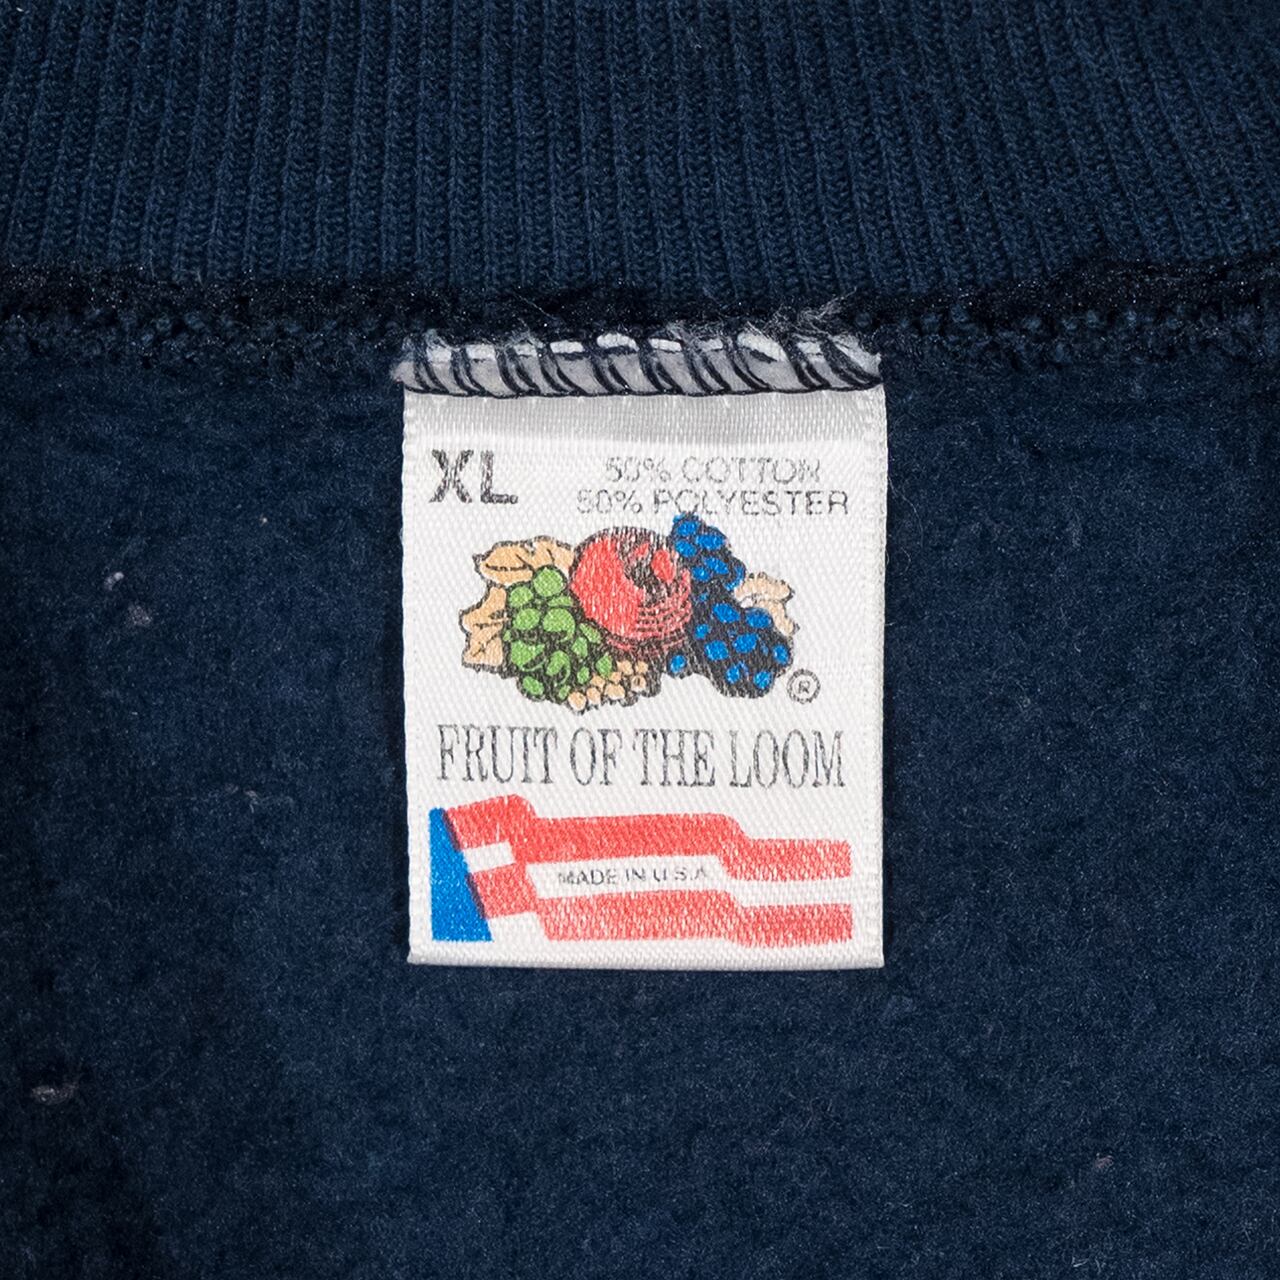 XL
50% COTTON
50% POLYESTER
®
FRUIT OF THE LOOM
MADE IN U.S.A.